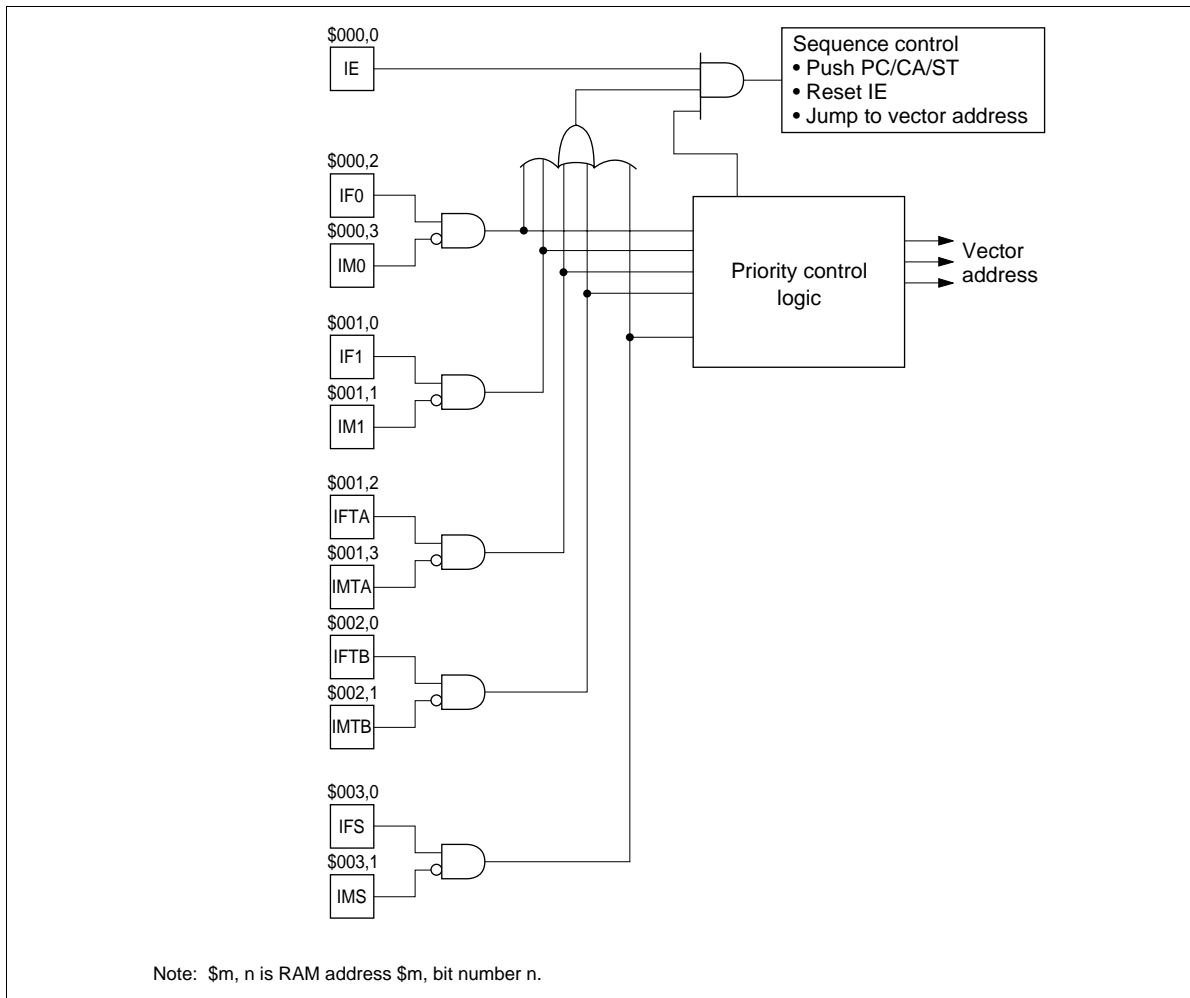 $000,0
IE
Sequence control
• Push PC/CA/ST
• Reset IE
• Jump to vector address
$000,2
IF0
$000,3
IM0
Priority control
logic
Vector
address
$001,0
IF1
$001,1
IM1
$001,2
IFTA
$001,3
IMTA
$002,0
IFTB
$002,1
IMTB
$003,0
IFS
$003,1
IMS
Note: $m, n is RAM address $m, bit number n.